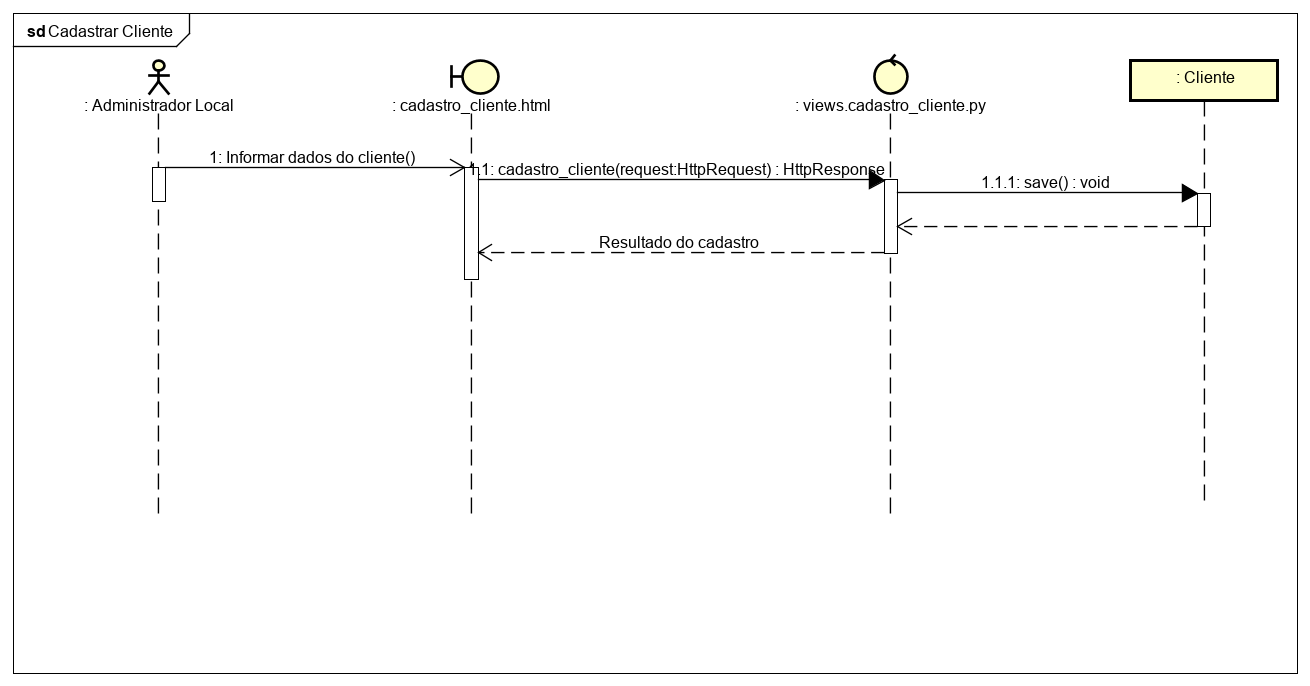 sd Cadastrar Cliente
: Administrador Local
: cadastro_cliente.html
: views.cadastro_cliente.py
: Cliente
1: Informar dados do cliente()
1.1: cadastro_cliente(request:HttpRequest) : HttpResponse
1.1.1: save() : void
Resultado do cadastro